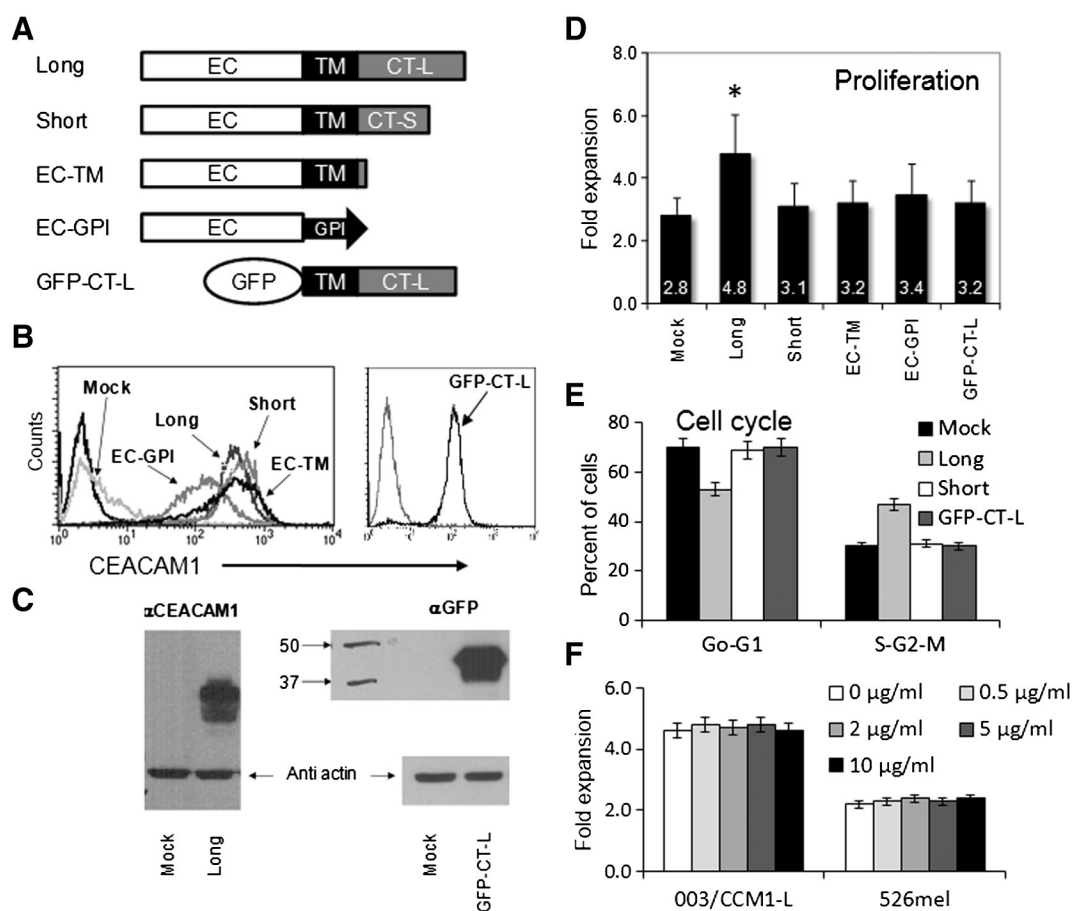 A
Long EC TM CT-L
Short EC TM CT-S
EC-TM EC TM
EC-GPI EC GPI
GFP-CT-L GFP TM CT-L
B
Counts
Mock
Long
Short
EC-GPI
EC-TM
10⁰ 10¹ 10² 10³ 10⁴
GFP-CT-L
CEACAM1
C
αCEACAM1
αGFP
50
37
Anti actin
Mock
Long
Mock
GFP-CT-L
D
Proliferation
*
Fold expansion
8.0
6.0
4.0
2.0
0.0
2.8 4.8 3.1 3.2 3.4 3.2
Mock
Long
Short
EC-TM
EC-GPI
GFP-CT-L
E
Cell cycle
Percent of cells
80
60
40
20
0
Mock
Long
Short
GFP-CT-L
Go-G1 S-G2-M
F
Fold expansion
6.0
4.0
2.0
0.0
0 µg/ml 0.5 µg/ml
2 µg/ml 5 µg/ml
10 µg/ml
003/CCM1-L 526mel